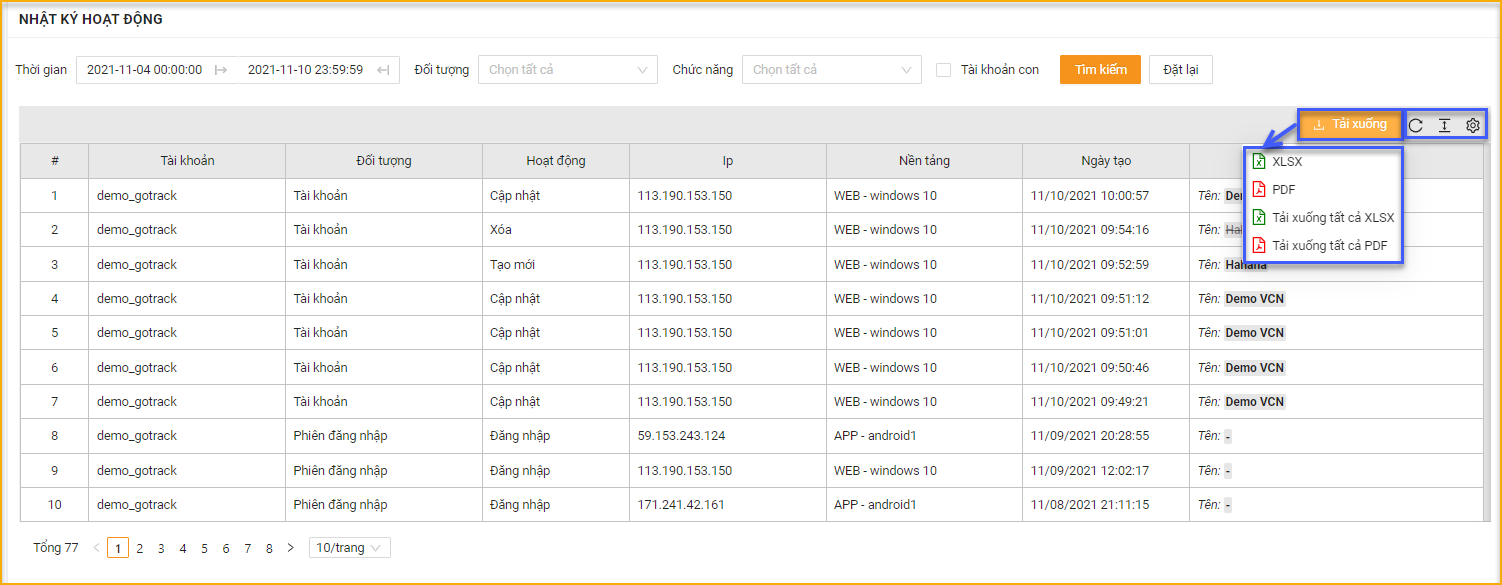 NHẬT KÝ HOẠT ĐỘNG
Thời gian 2021-11-04 00:00:00 2021-11-10 23:59:59 Đối tượng Chọn tất cả Chức năng Chọn tất cả Tài khoản con Tìm kiếm Đặt lại
Tải xuống
# Tài khoản Đối tượng Hoạt động Ip Nền tảng Ngày tạo
XLSX
PDF
Tải xuống tất cả XLSX
Tải xuống tất cả PDF
1 demo_gotrack Tài khoản Cập nhật 113.190.153.150 WEB - windows 10 11/10/2021 10:00:57 Tên:
2 demo_gotrack Tài khoản Xóa 113.190.153.150 WEB - windows 10 11/10/2021 09:54:16 Tên:
3 demo_gotrack Tài khoản Tạo mới 113.190.153.150 WEB - windows 10 11/10/2021 09:52:59 Tên: Hahaha
4 demo_gotrack Tài khoản Cập nhật 113.190.153.150 WEB - windows 10 11/10/2021 09:51:12 Tên: Demo VCN
5 demo_gotrack Tài khoản Cập nhật 113.190.153.150 WEB - windows 10 11/10/2021 09:51:01 Tên: Demo VCN
6 demo_gotrack Tài khoản Cập nhật 113.190.153.150 WEB - windows 10 11/10/2021 09:50:46 Tên: Demo VCN
7 demo_gotrack Tài khoản Cập nhật 113.190.153.150 WEB - windows 10 11/10/2021 09:49:21 Tên: Demo VCN
8 demo_gotrack Phiên đăng nhập Đăng nhập 59.153.243.124 APP - android1 11/09/2021 20:28:55 Tên: -
9 demo_gotrack Phiên đăng nhập Đăng nhập 113.190.153.150 WEB - windows 10 11/09/2021 12:02:17 Tên: -
10 demo_gotrack Phiên đăng nhập Đăng nhập 171.241.42.161 APP - android1 11/08/2021 21:11:15 Tên: -
Tổng 77 < 1 2 3 4 5 6 7 8 > 10/trang